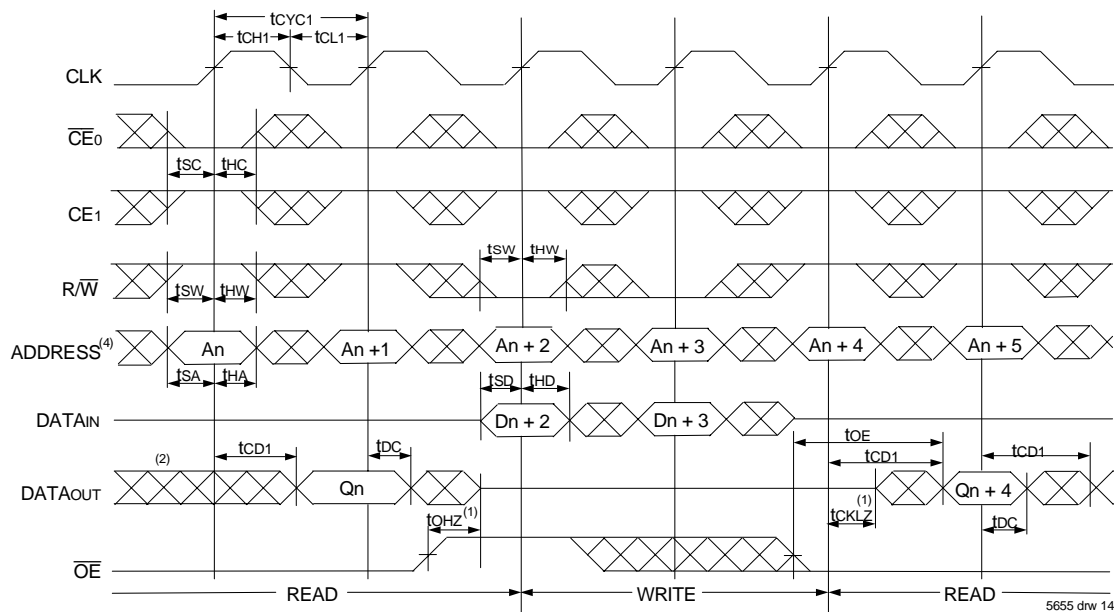 tCYC1
tCH1 tCL1
CLK
CE0
tSC tHC
CE1
tSW tHW
R/W
tSW tHW
ADDRESS(4) An An +1 An + 2 An + 3 An + 4 An + 5
tSA tHA tSD tHD
DATAIN Dn + 2 Dn + 3
tOE
tCD1 tDC tCD1 tCD1
(2)
DATAOUT Qn Qn + 4
tOHZ(1) tCKLZ(1) tDC
OE
READ WRITE READ
5655 drw 14